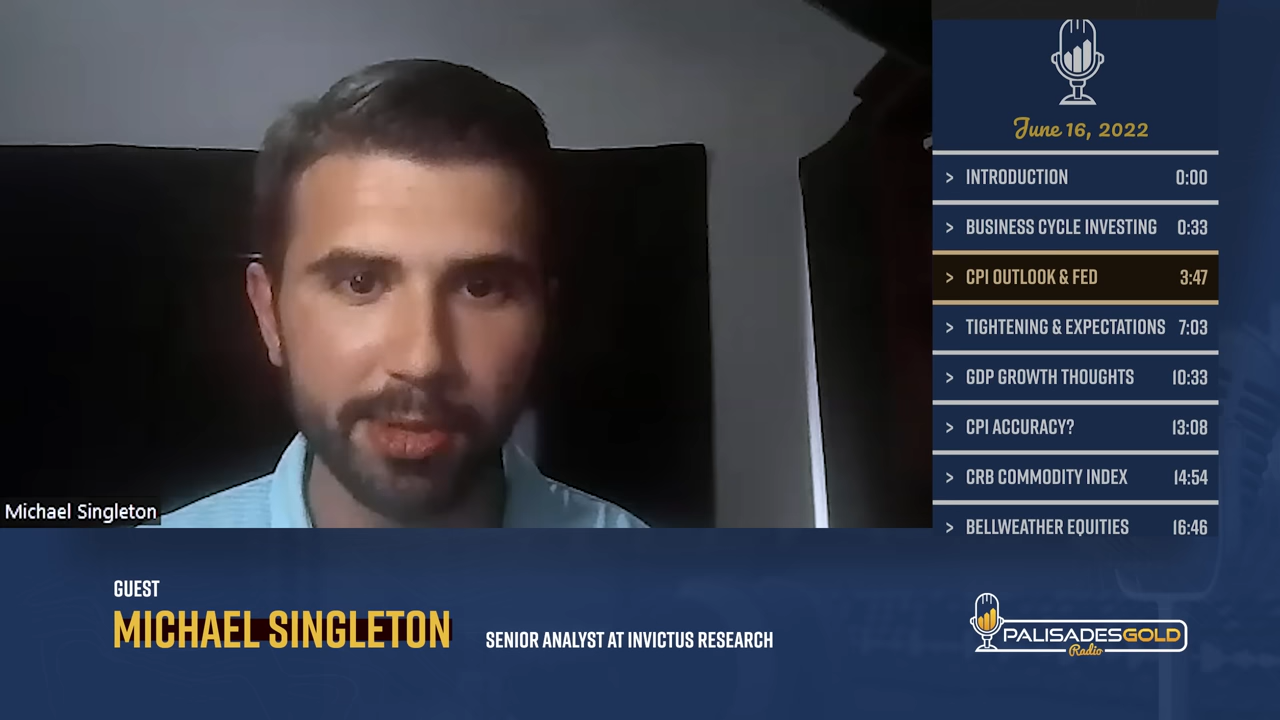 June 16, 2022
> INTRODUCTION 0:00
> BUSINESS CYCLE INVESTING 0:33
> CPI OUTLOOK & FED 3:47
> TIGHTENING & EXPECTATIONS 7:03
> GDP GROWTH THOUGHTS 10:33
> CPI ACCURACY? 13:08
> CRB COMMODITY INDEX 14:54
> BELLWEATHER EQUITIES 16:46
Michael Singleton
GUEST
MICHAEL SINGLETON
SENIOR ANALYST AT INVICTUS RESEARCH
PALISADESGOLD
Radio